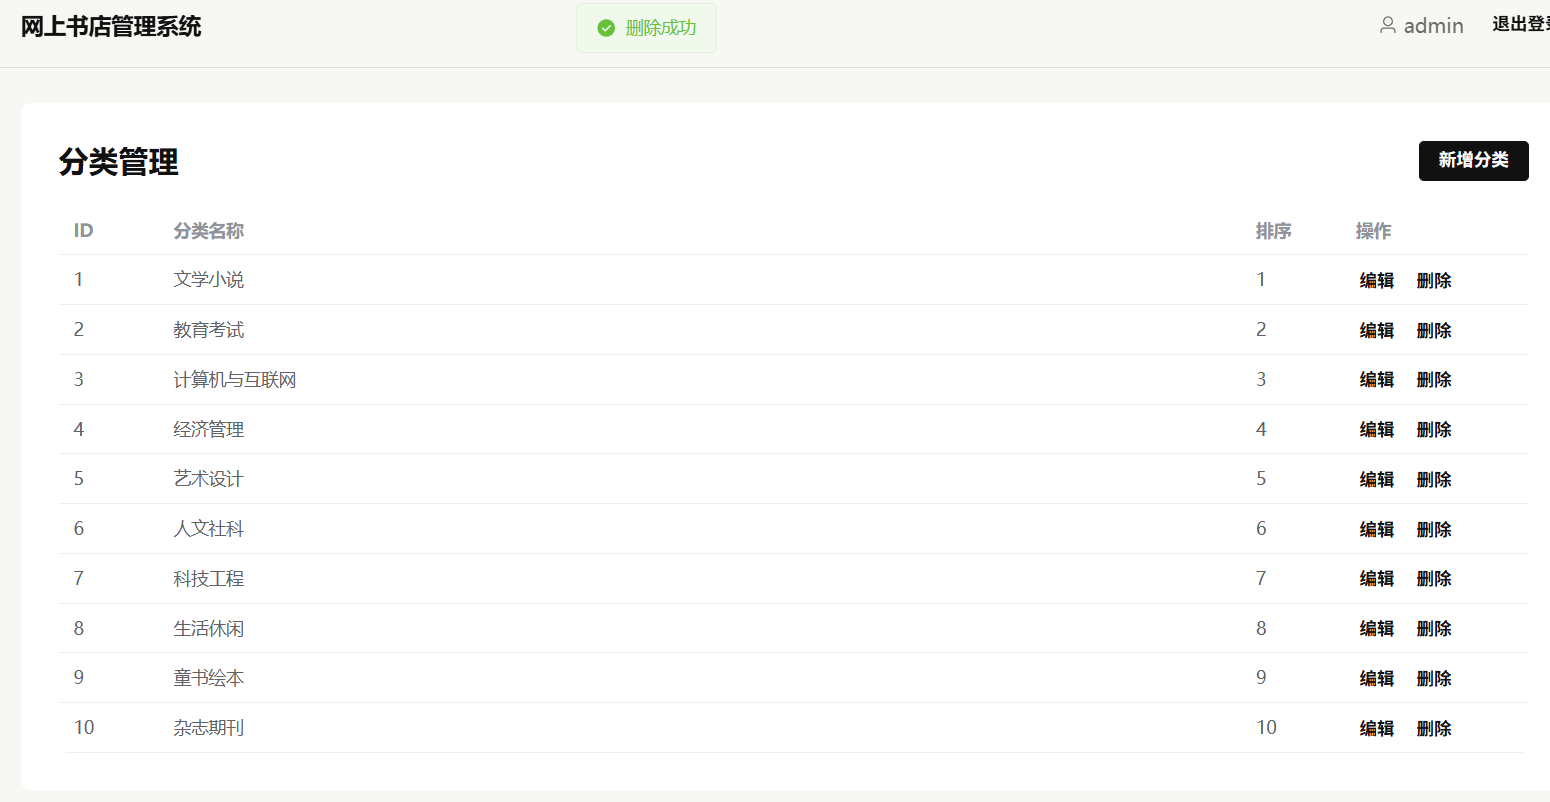 网上书店管理系统 删除成功 admin 退出登录
分类管理 新增分类
ID 分类名称 排序 操作
1 文学小说 1 编辑 删除
2 教育考试 2 编辑 删除
3 计算机与互联网 3 编辑 删除
4 经济管理 4 编辑 删除
5 艺术设计 5 编辑 删除
6 人文社科 6 编辑 删除
7 科技工程 7 编辑 删除
8 生活休闲 8 编辑 删除
9 童书绘本 9 编辑 删除
10 杂志期刊 10 编辑 删除